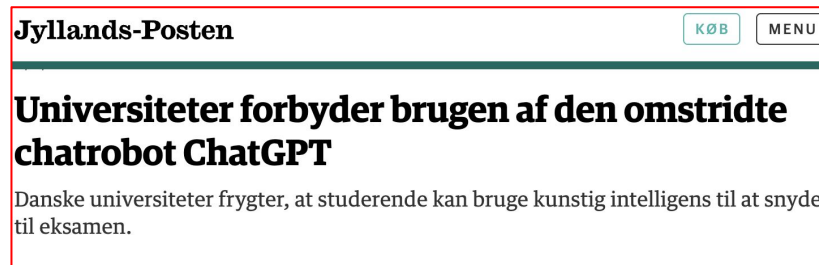 Jyllands-Posten
KØB
MENU
Universiteter forbyder brugen af den omstridte
chatrobot ChatGPT
Danske universiteter frygter, at studerende kan bruge kunstig intelligens til at snyde
til eksamen.